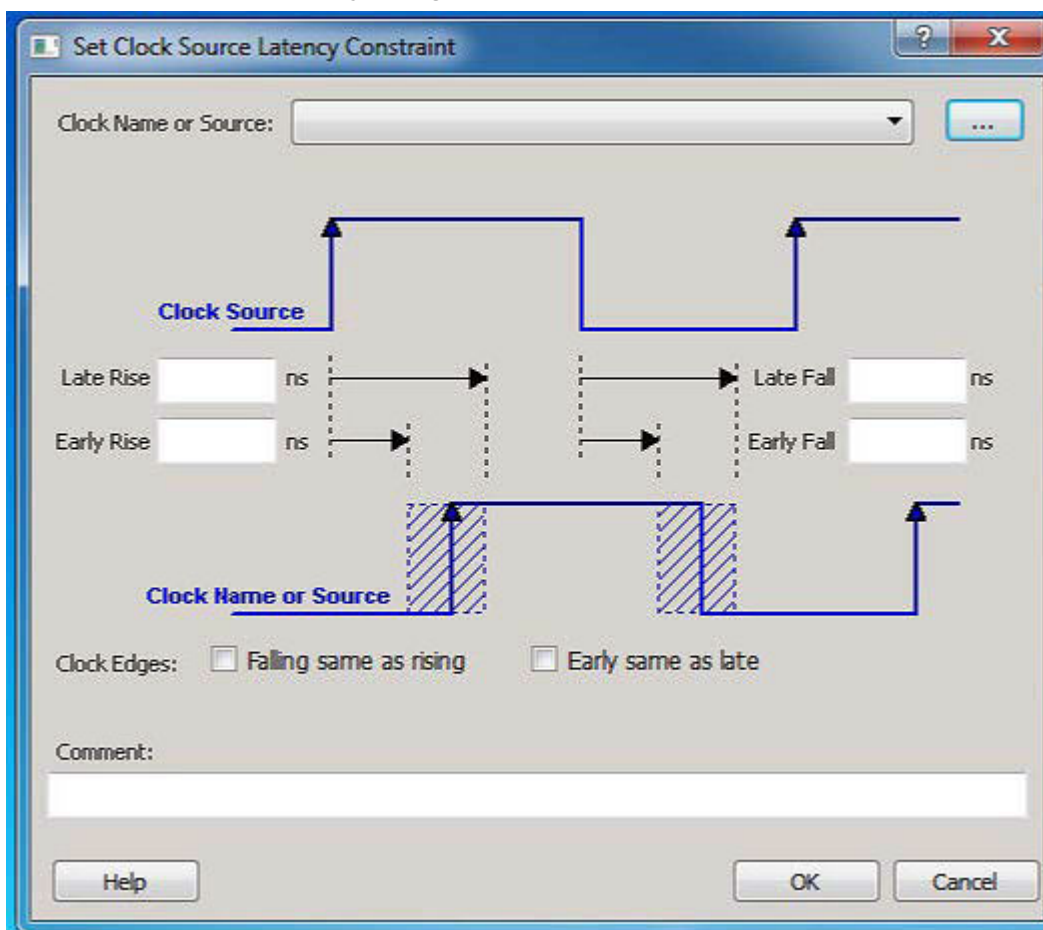 Set Clock Source Latency Constraint
?
X
Clock Name or Source:
...
Clock Source
Late Rise ns Late Fall ns
Early Rise ns Early Fall ns
Clock Name or Source
Clock Edges: Falling same as rising Early same as late
Comment:
Help OK Cancel